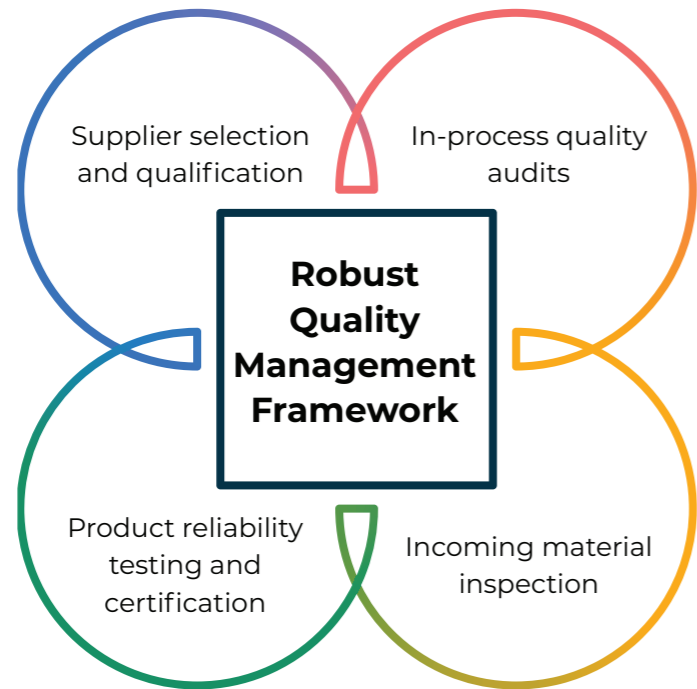 Supplier selection
and qualification
In-process quality
audits
Robust
Quality
Management
Framework
Product reliability
testing and
certification
Incoming material
inspection